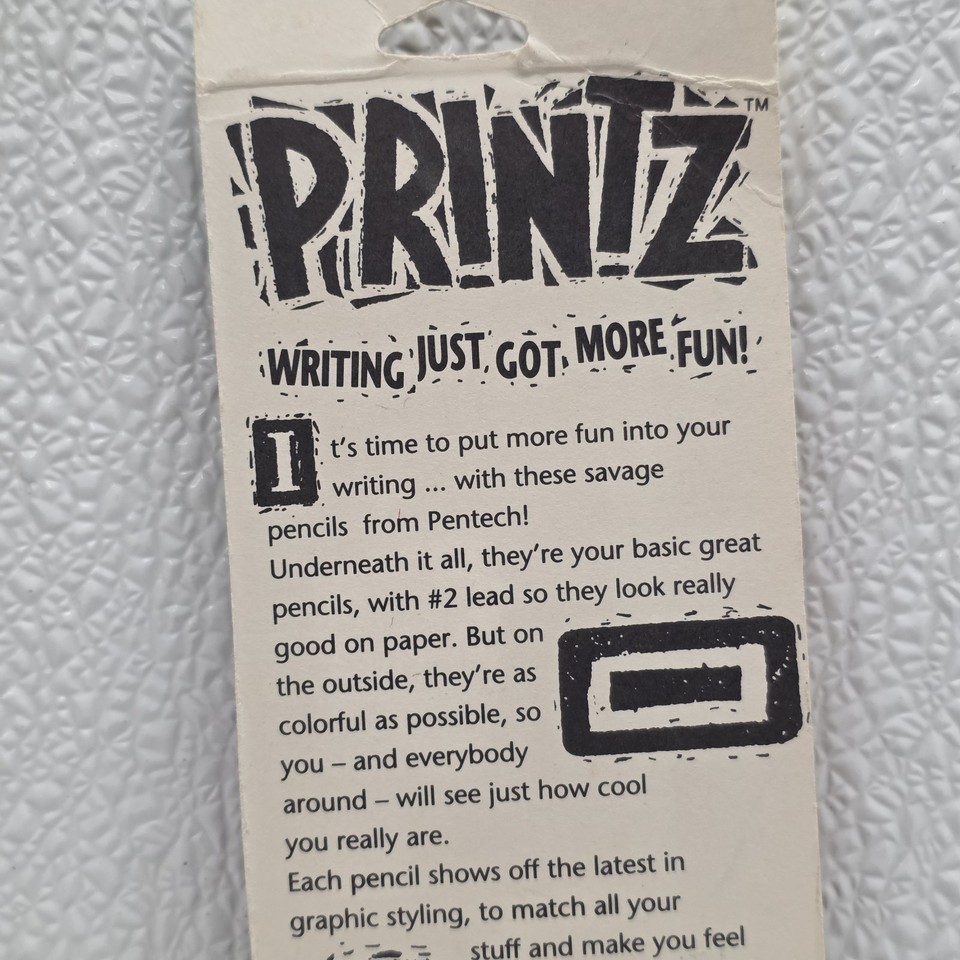 PRINTZ™
WRITING JUST GOT MORE FUN!
It's time to put more fun into your
writing ... with these savage
pencils from Pentech!
Underneath it all, they're your basic great
pencils, with #2 lead so they look really
good on paper. But on
the outside, they're as
colorful as possible, so
you – and everybody
around – will see just how cool
you really are.
Each pencil shows off the latest in
graphic styling, to match all your
stuff and make you feel